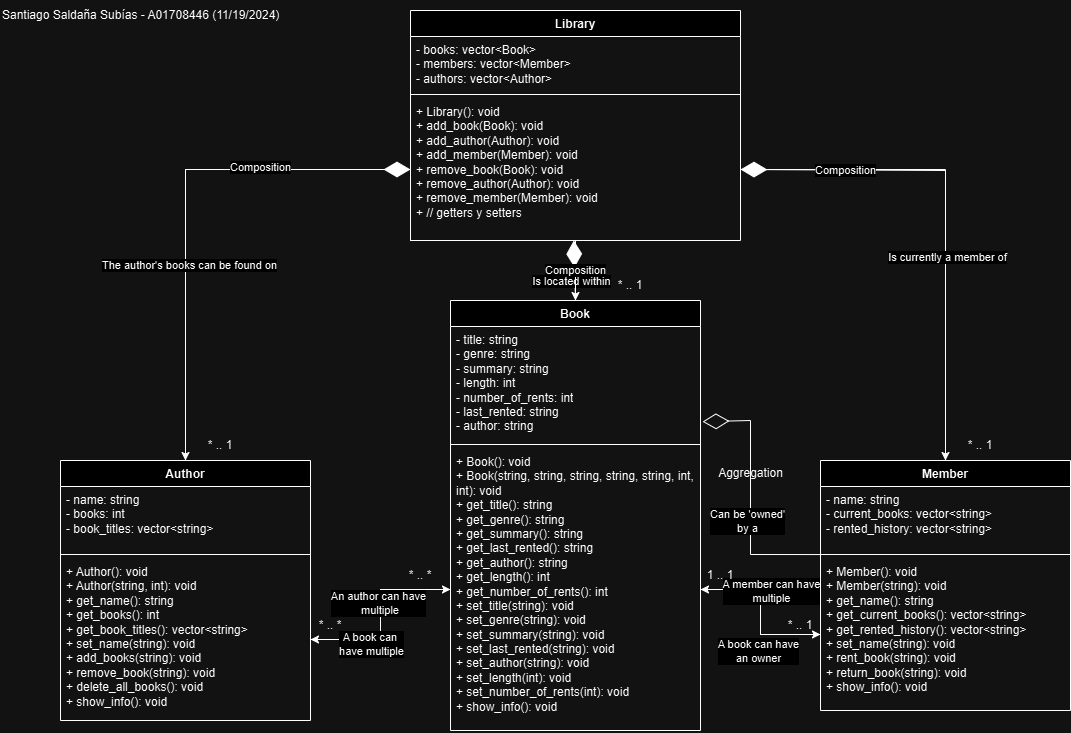 Santiago Saldaña Subías - A01708446 (11/19/2024)
Library
- books: vector<Book>
- members: vector<Member>
- authors: vector<Author>
+ Library(): void
+ add_book(Book): void
+ add_author(Author): void
+ add_member(Member): void
+ remove_book(Book): void
+ remove_author(Author): void
+ remove_member(Member): void
+ // getters y setters
Composition
Composition
The author's books can be found on
Is currently a member of
Composition
Is located within
* .. 1
* .. 1
* .. 1
Book
- title: string
- genre: string
- summary: string
- length: int
- number_of_rents: int
- last_rented: string
- author: string
+ Book(): void
+ Book(string, string, string, string, string, int,
int): void
+ get_title(): string
+ get_genre(): string
+ get_summary(): string
+ get_last_rented(): string
+ get_author(): string
+ get_length(): int
+ get_number_of_rents(): int
+ set_title(string): void
+ set_genre(string): void
+ set_summary(string): void
+ set_last_rented(string): void
+ set_author(string): void
+ set_length(int): void
+ set_number_of_rents(int): void
+ show_info(): void
Author
- name: string
- books: int
- book_titles: vector<string>
+ Author(): void
+ Author(string, int): void
+ get_name(): string
+ get_books(): int
+ get_book_titles(): vector<string>
+ set_name(string): void
+ add_books(string): void
+ remove_book(string): void
+ delete_all_books(): void
+ show_info(): void
* .. *
An author can have
multiple
* .. *
A book can
have multiple
Aggregation
Can be 'owned'
by a
1 .. 1
A member can have
multiple
* .. 1
A book can have
an owner
Member
- name: string
- current_books: vector<string>
- rented_history: vector<string>
+ Member(): void
+ Member(string): void
+ get_name(): string
+ get_current_books(): vector<string>
+ get_rented_history(): vector<string>
+ set_name(string): void
+ rent_book(string): void
+ return_book(string): void
+ show_info(): void